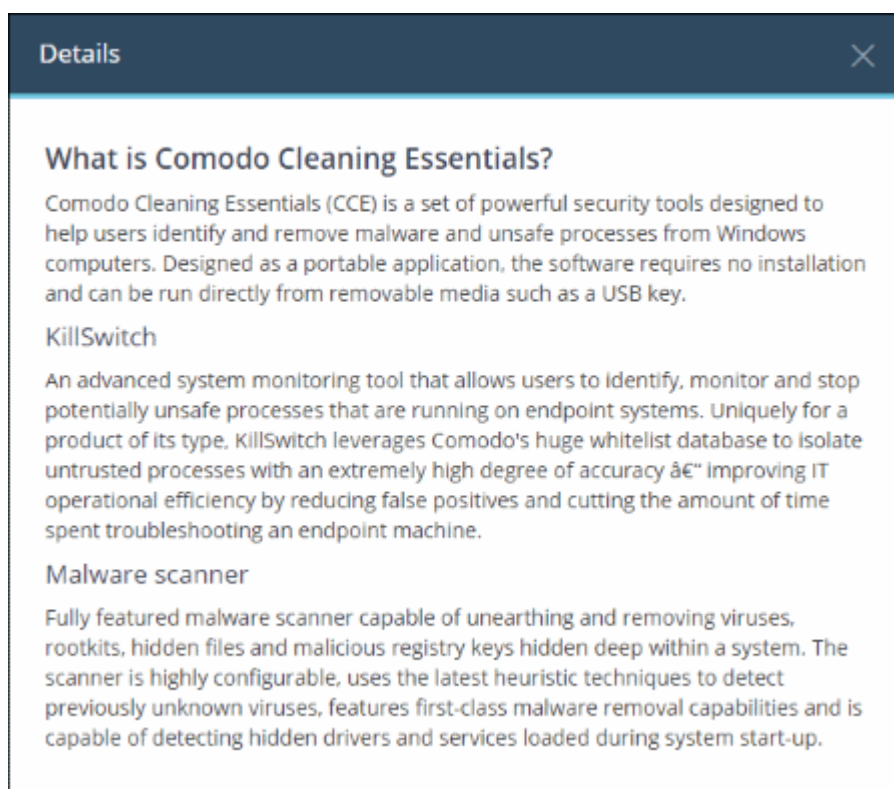 Details
What is Comodo Cleaning Essentials?
Comodo Cleaning Essentials (CCE) is a set of powerful security tools designed to
help users identify and remove malware and unsafe processes from Windows
computers. Designed as a portable application, the software requires no installation
and can be run directly from removable media such as a USB key.
KillSwitch
An advanced system monitoring tool that allows users to identify, monitor and stop
potentially unsafe processes that are running on endpoint systems. Uniquely for a
product of its type, KillSwitch leverages Comodo's huge whitelist database to isolate
untrusted processes with an extremely high degree of accuracy â€“ improving IT
operational efficiency by reducing false positives and cutting the amount of time
spent troubleshooting an endpoint machine.
Malware scanner
Fully featured malware scanner capable of unearthing and removing viruses,
rootkits, hidden files and malicious registry keys hidden deep within a system. The
scanner is highly configurable, uses the latest heuristic techniques to detect
previously unknown viruses, features first-class malware removal capabilities and is
capable of detecting hidden drivers and services loaded during system start-up.